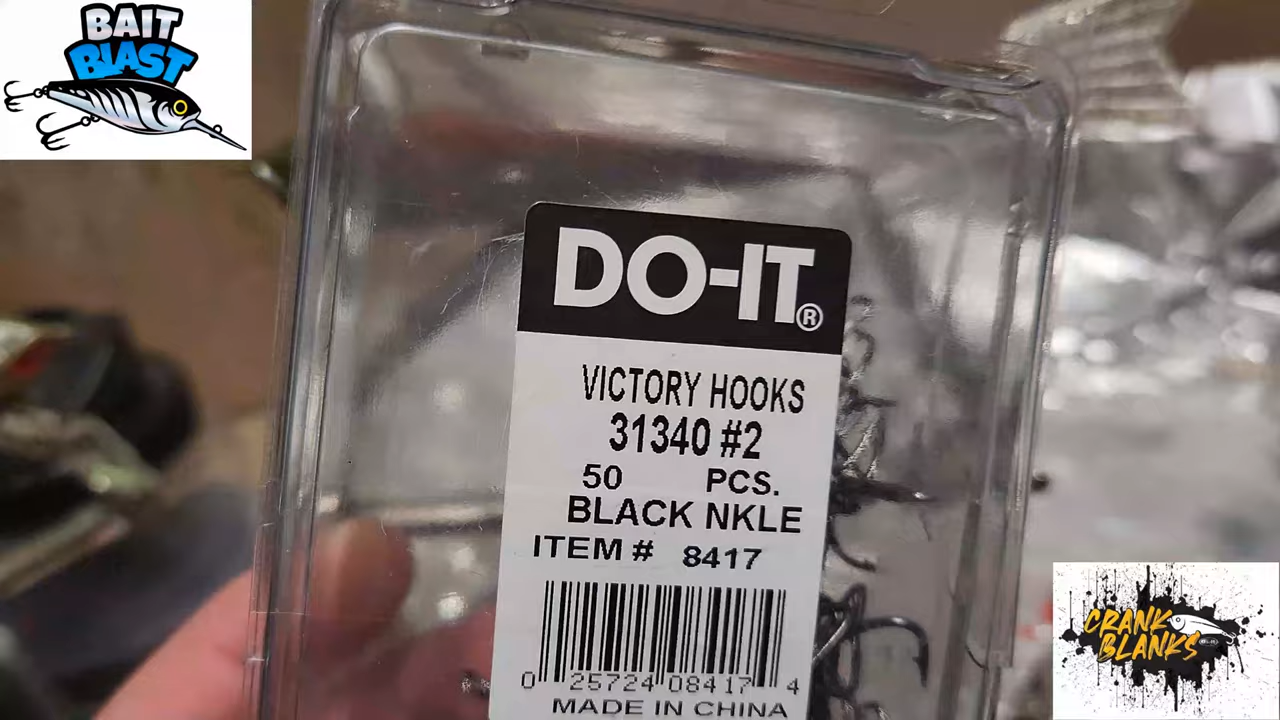 BAIT
BLAST
DO-IT®
VICTORY HOOKS
31340 #2
50 PCS.
BLACK NKLE
ITEM # 8417
0 25724 08417 4
MADE IN CHINA
CRANK
BLANKS